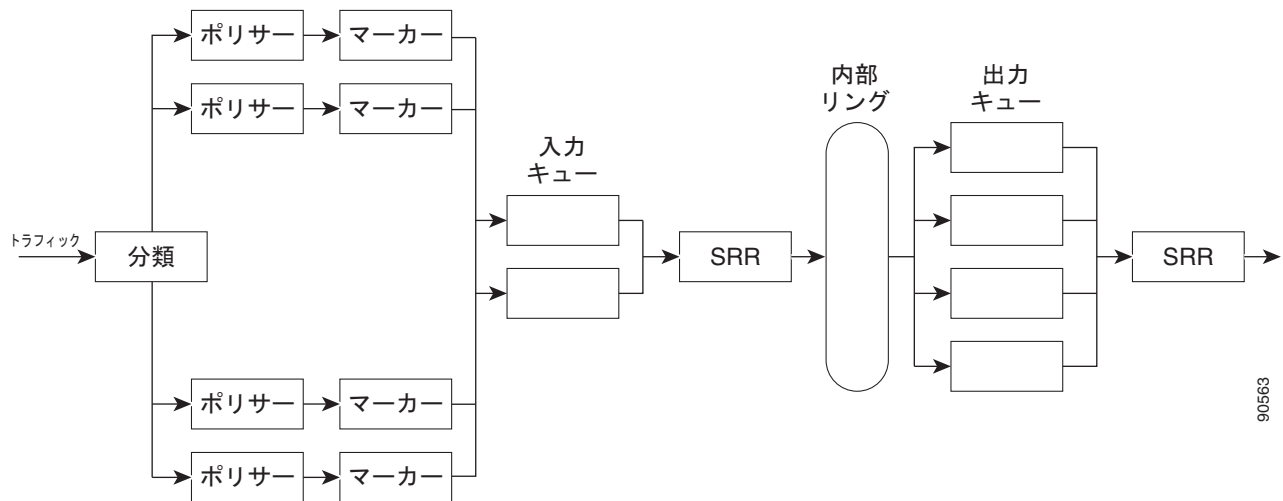 ポリサー
マーカー
ポリサー
マーカー
内部
リング
出力
キュー
入力
キュー
トラフィック
分類
SRR
SRR
ポリサー
マーカー
ポリサー
マーカー
90563